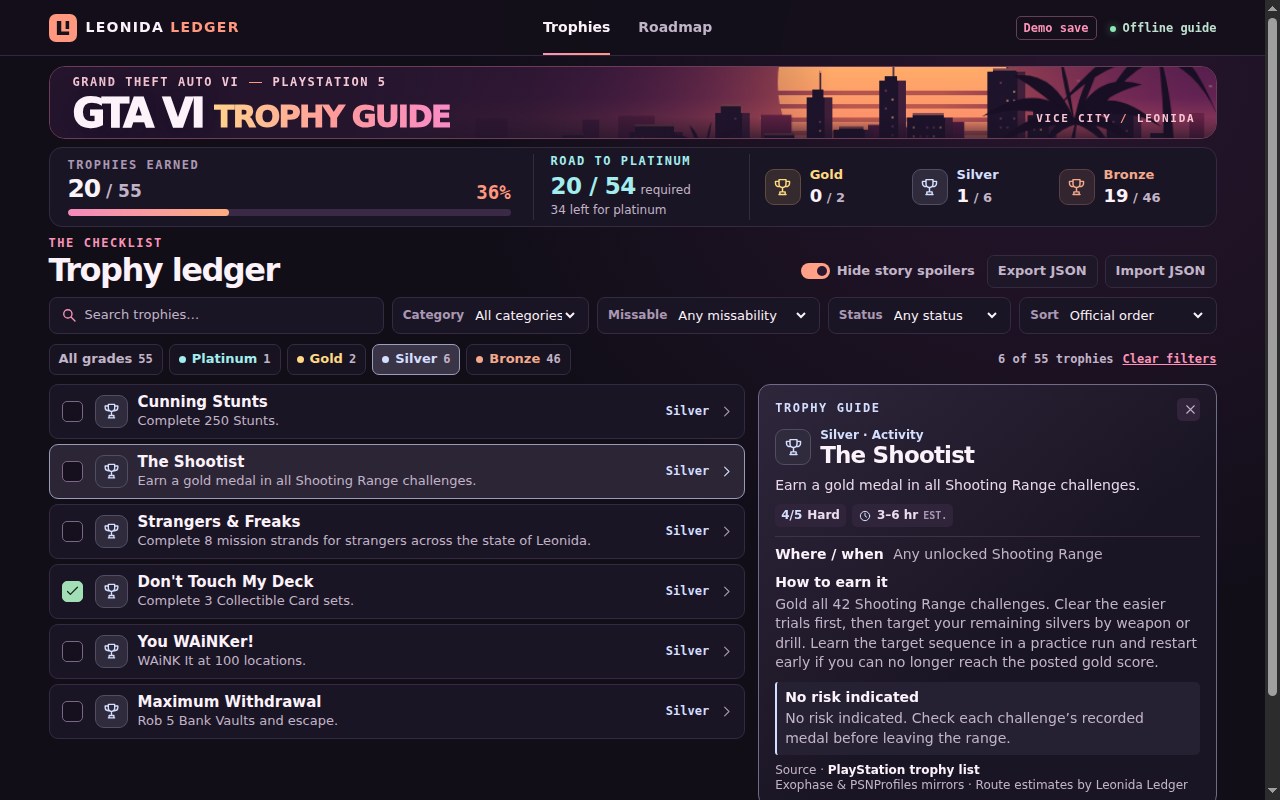 LEONIDA LEDGER
Trophies
Roadmap
Demo save
Offline guide
GRAND THEFT AUTO VI — PLAYSTATION 5
GTA VI TROPHY GUIDE
VICE CITY / LEONIDA
TROPHIES EARNED
20 / 55
36%
ROAD TO PLATINUM
20 / 54 required
34 left for platinum
Gold
0 / 2
Silver
1 / 6
Bronze
19 / 46
THE CHECKLIST
Trophy ledger
Hide story spoilers
Export JSON
Import JSON
Search trophies...
Category All categories
Missable Any missability
Status Any status
Sort Official order
All grades 55
Platinum 1
Gold 2
Silver 6
Bronze 46
6 of 55 trophies
Clear filters
Cunning Stunts
Complete 250 Stunts.
Silver
The Shootist
Earn a gold medal in all Shooting Range challenges.
Silver
Strangers & Freaks
Complete 8 mission strands for strangers across the state of Leonida.
Silver
Don't Touch My Deck
Complete 3 Collectible Card sets.
Silver
You WAiNKer!
WAiNK It at 100 locations.
Silver
Maximum Withdrawal
Rob 5 Bank Vaults and escape.
Silver
TROPHY GUIDE
Silver · Activity
The Shootist
Earn a gold medal in all Shooting Range challenges.
4/5 Hard
3–6 hr EST.
Where / when Any unlocked Shooting Range
How to earn it
Gold all 42 Shooting Range challenges. Clear the easier
trials first, then target your remaining silvers by weapon or
drill. Learn the target sequence in a practice run and restart
early if you can no longer reach the posted gold score.
No risk indicated
No risk indicated. Check each challenge’s recorded
medal before leaving the range.
Source · PlayStation trophy list
Exophase & PSNProfiles mirrors · Route estimates by Leonida Ledger